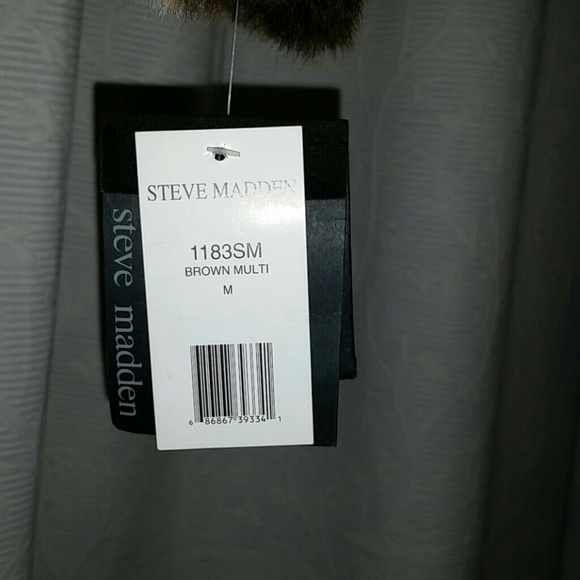 STEVE MADDEN
steve madden
1183SM
BROWN MULTI
M
6 86867 39334 1